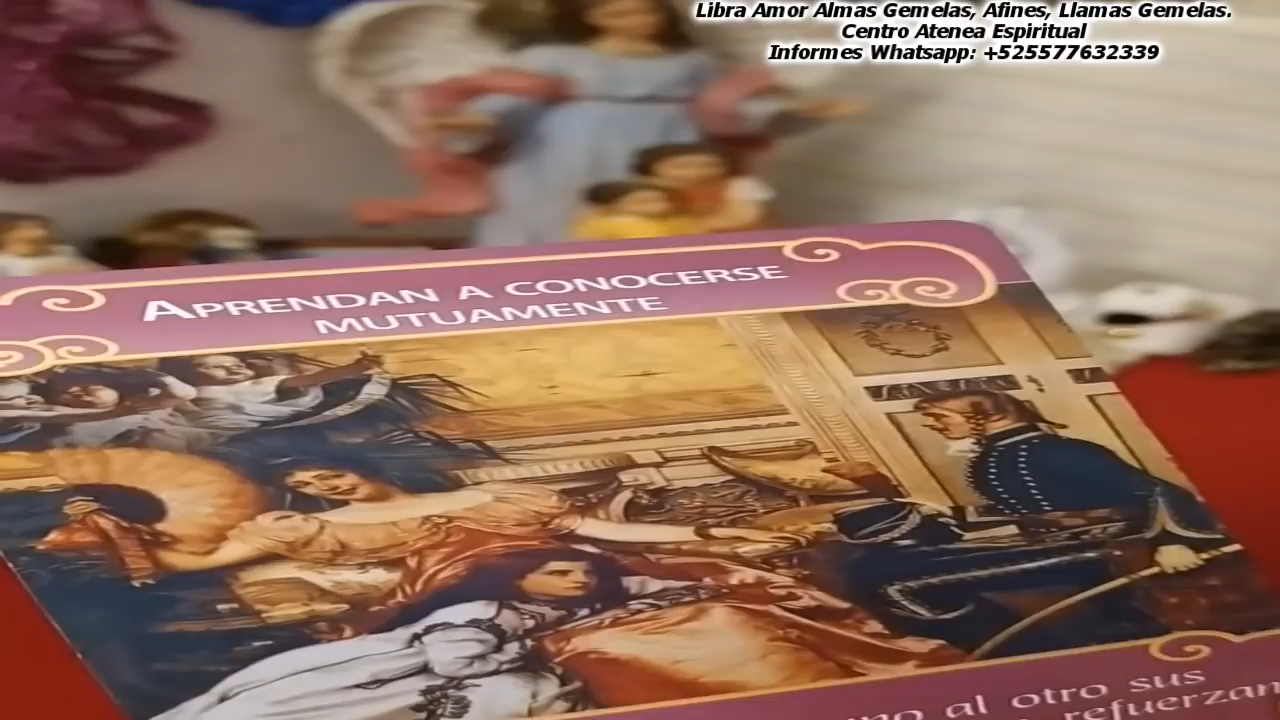 Libra Amor Almas Gemelas, Afines, Llamas Gemelas.
Centro Atenea Espiritual
Informes Whatsapp: +525577632339
APRENDAN A CONOCERSE
MUTUAMENTE
uno al otro sus
refuerzan